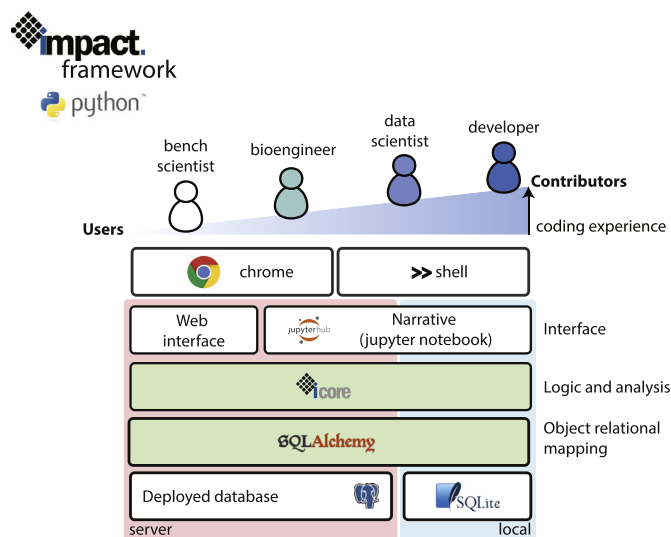 impact.
framework
python™
bench
scientist
bioengineer
data
scientist
developer
Users
Contributors
coding experience
chrome
>> shell
Web
interface
jupyterhub
Narrative
(jupyter notebook)
Interface
icore
Logic and analysis
SQLAlchemy
Object relational
mapping
Deployed database
SQLite
server
local